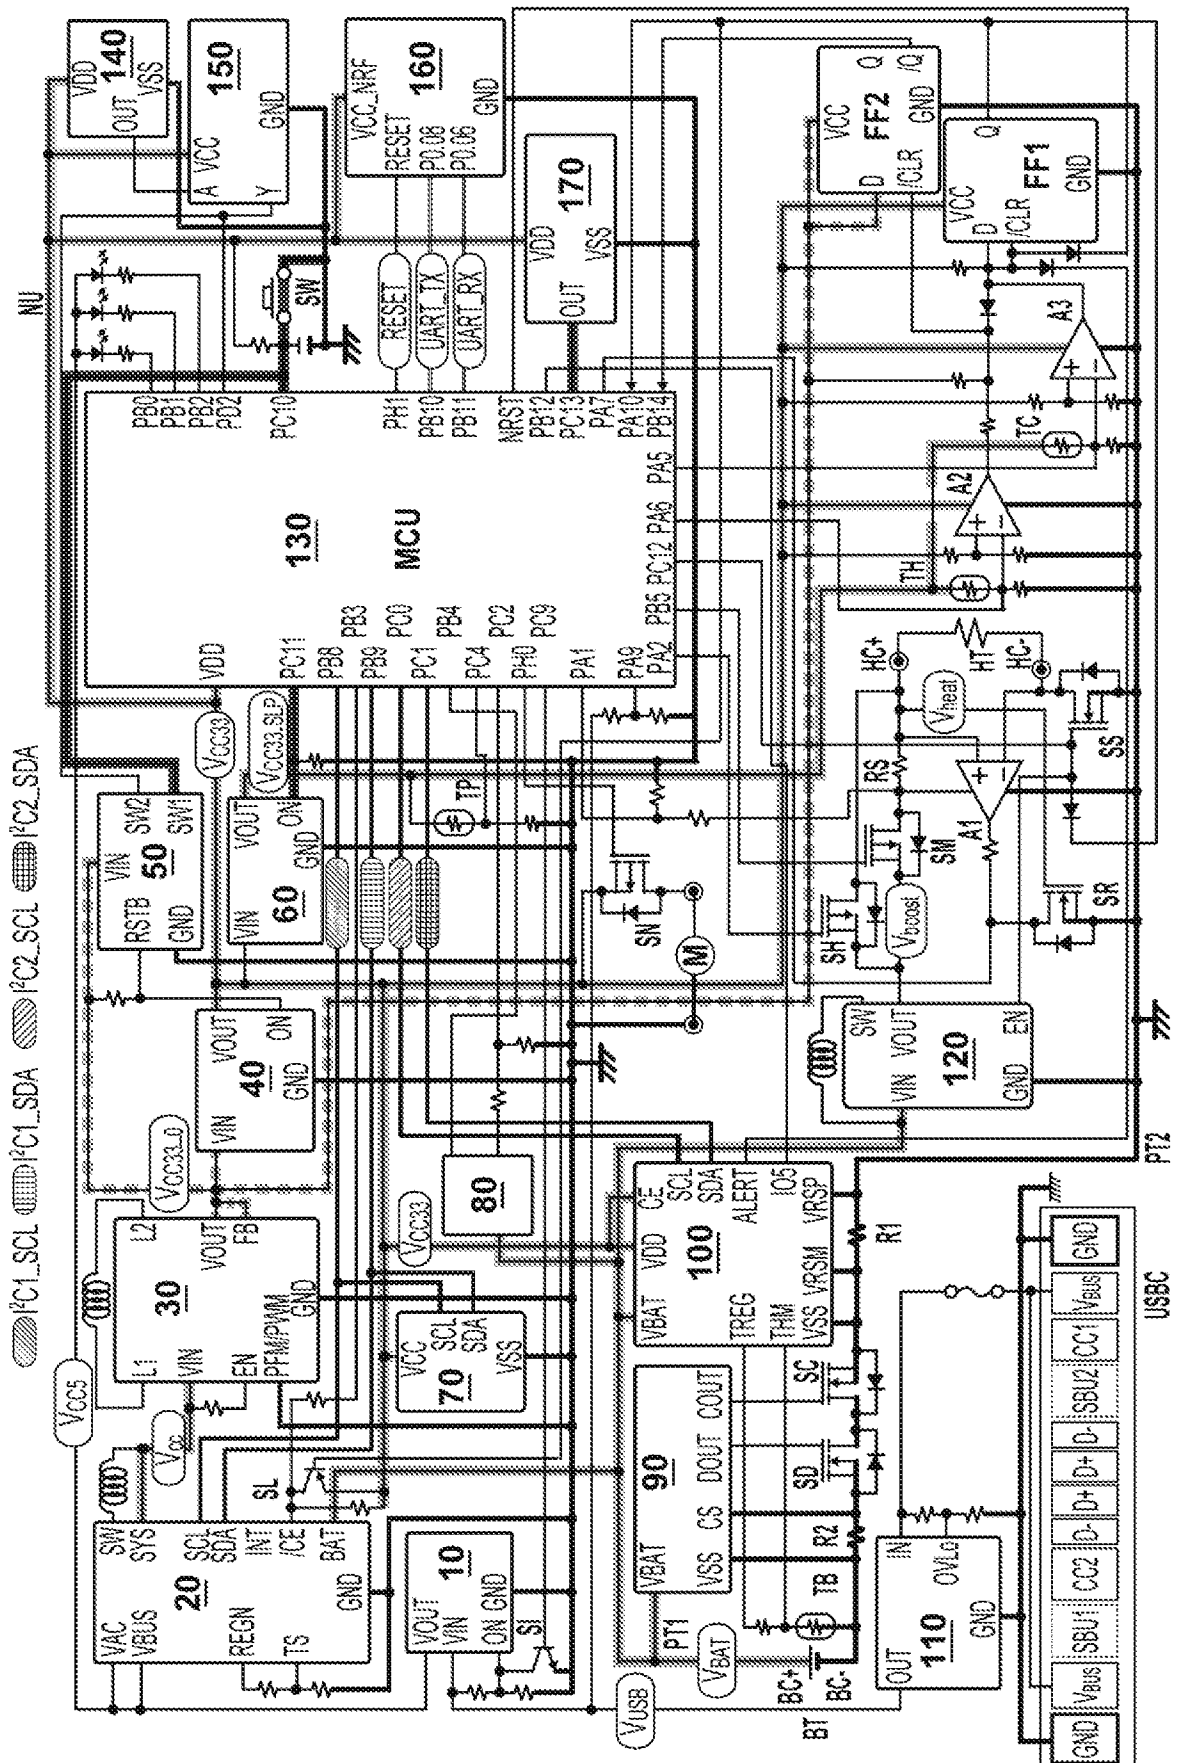 I²C1_SCL I²C1_SDA I²C2_SCL I²C2_SDA
NU
VCC5
SW
SYS
SCL
SDA
INT
/CE
BAT
GND
VAC
VBUS
REGN
TS
20
VCC
L1
L2
VIN
EN
PFM/PWM
GND
VOUT
FB
30
VCC33_0
VIN
VOUT
ON
GND
40
VIN
RSTB
GND
SW2
SW1
50
VCC33
VIN
VOUT
ON
GND
60
VCC33_SLP
VDD
PC11
PB8
PB3
PB9
PC0
PC1
PB4
PC4
PC2
PH0
PC9
PA1
PA9
PA2
PB5
PC12
PA6
PA5
130
MCU
PB0
PB1
PB2
PD2
PC10
PH1
PB10
PB11
NRST
PB12
PC13
PA7
PA10
PB14
VDD
OUT
VSS
140
A
VCC
Y
GND
150
SW
RESET
UART_TX
UART_RX
VCC_NRF
RESET
P0.08
P0.06
GND
160
VDD
OUT
VSS
170
VOUT
VIN
ON
GND
10
SI
SL
VCC
SCL
SDA
VSS
70
VCC33
80
TP
SN
M
VBAT
VDD
CE
SCL
SDA
ALERT
IO5
TREG
THM
VSS
VRSM
VRSP
100
VBAT
VSS
CS
DOUT
COUT
90
PT1
VBAT
BC+
BC-
BT
TB
R2
SD
SC
R1
PT2
VUSB
OUT
IN
OVLo
GND
110
GND
VBUS
SBU1
CC2
D-
D+
D+
D-
SBU2
CC1
VBUS
GND
USBC
SW
VOUT
VIN
EN
GND
120
SH
Vboost
SM
RS
A1
SR
SS
Vheat
HC+
HT
HC-
TH
A2
TC
A3
VCC
D
/CLR
Q
/Q
GND
FF2
VCC
D
/CLR
Q
GND
FF1